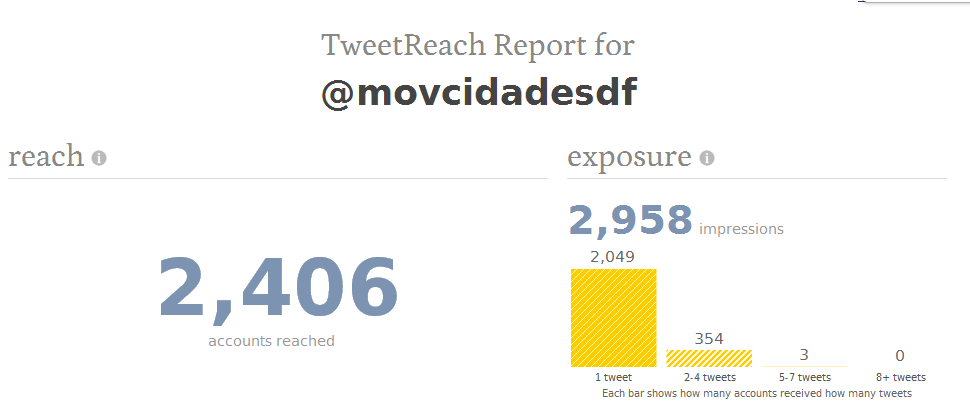 TweetReach Report for
@movcidadesdf
reach i
2,406
accounts reached
exposure i
2,958 impressions
2,049
354
3
0
1 tweet 2-4 tweets 5-7 tweets 8+ tweets
Each bar shows how many accounts received how many tweets